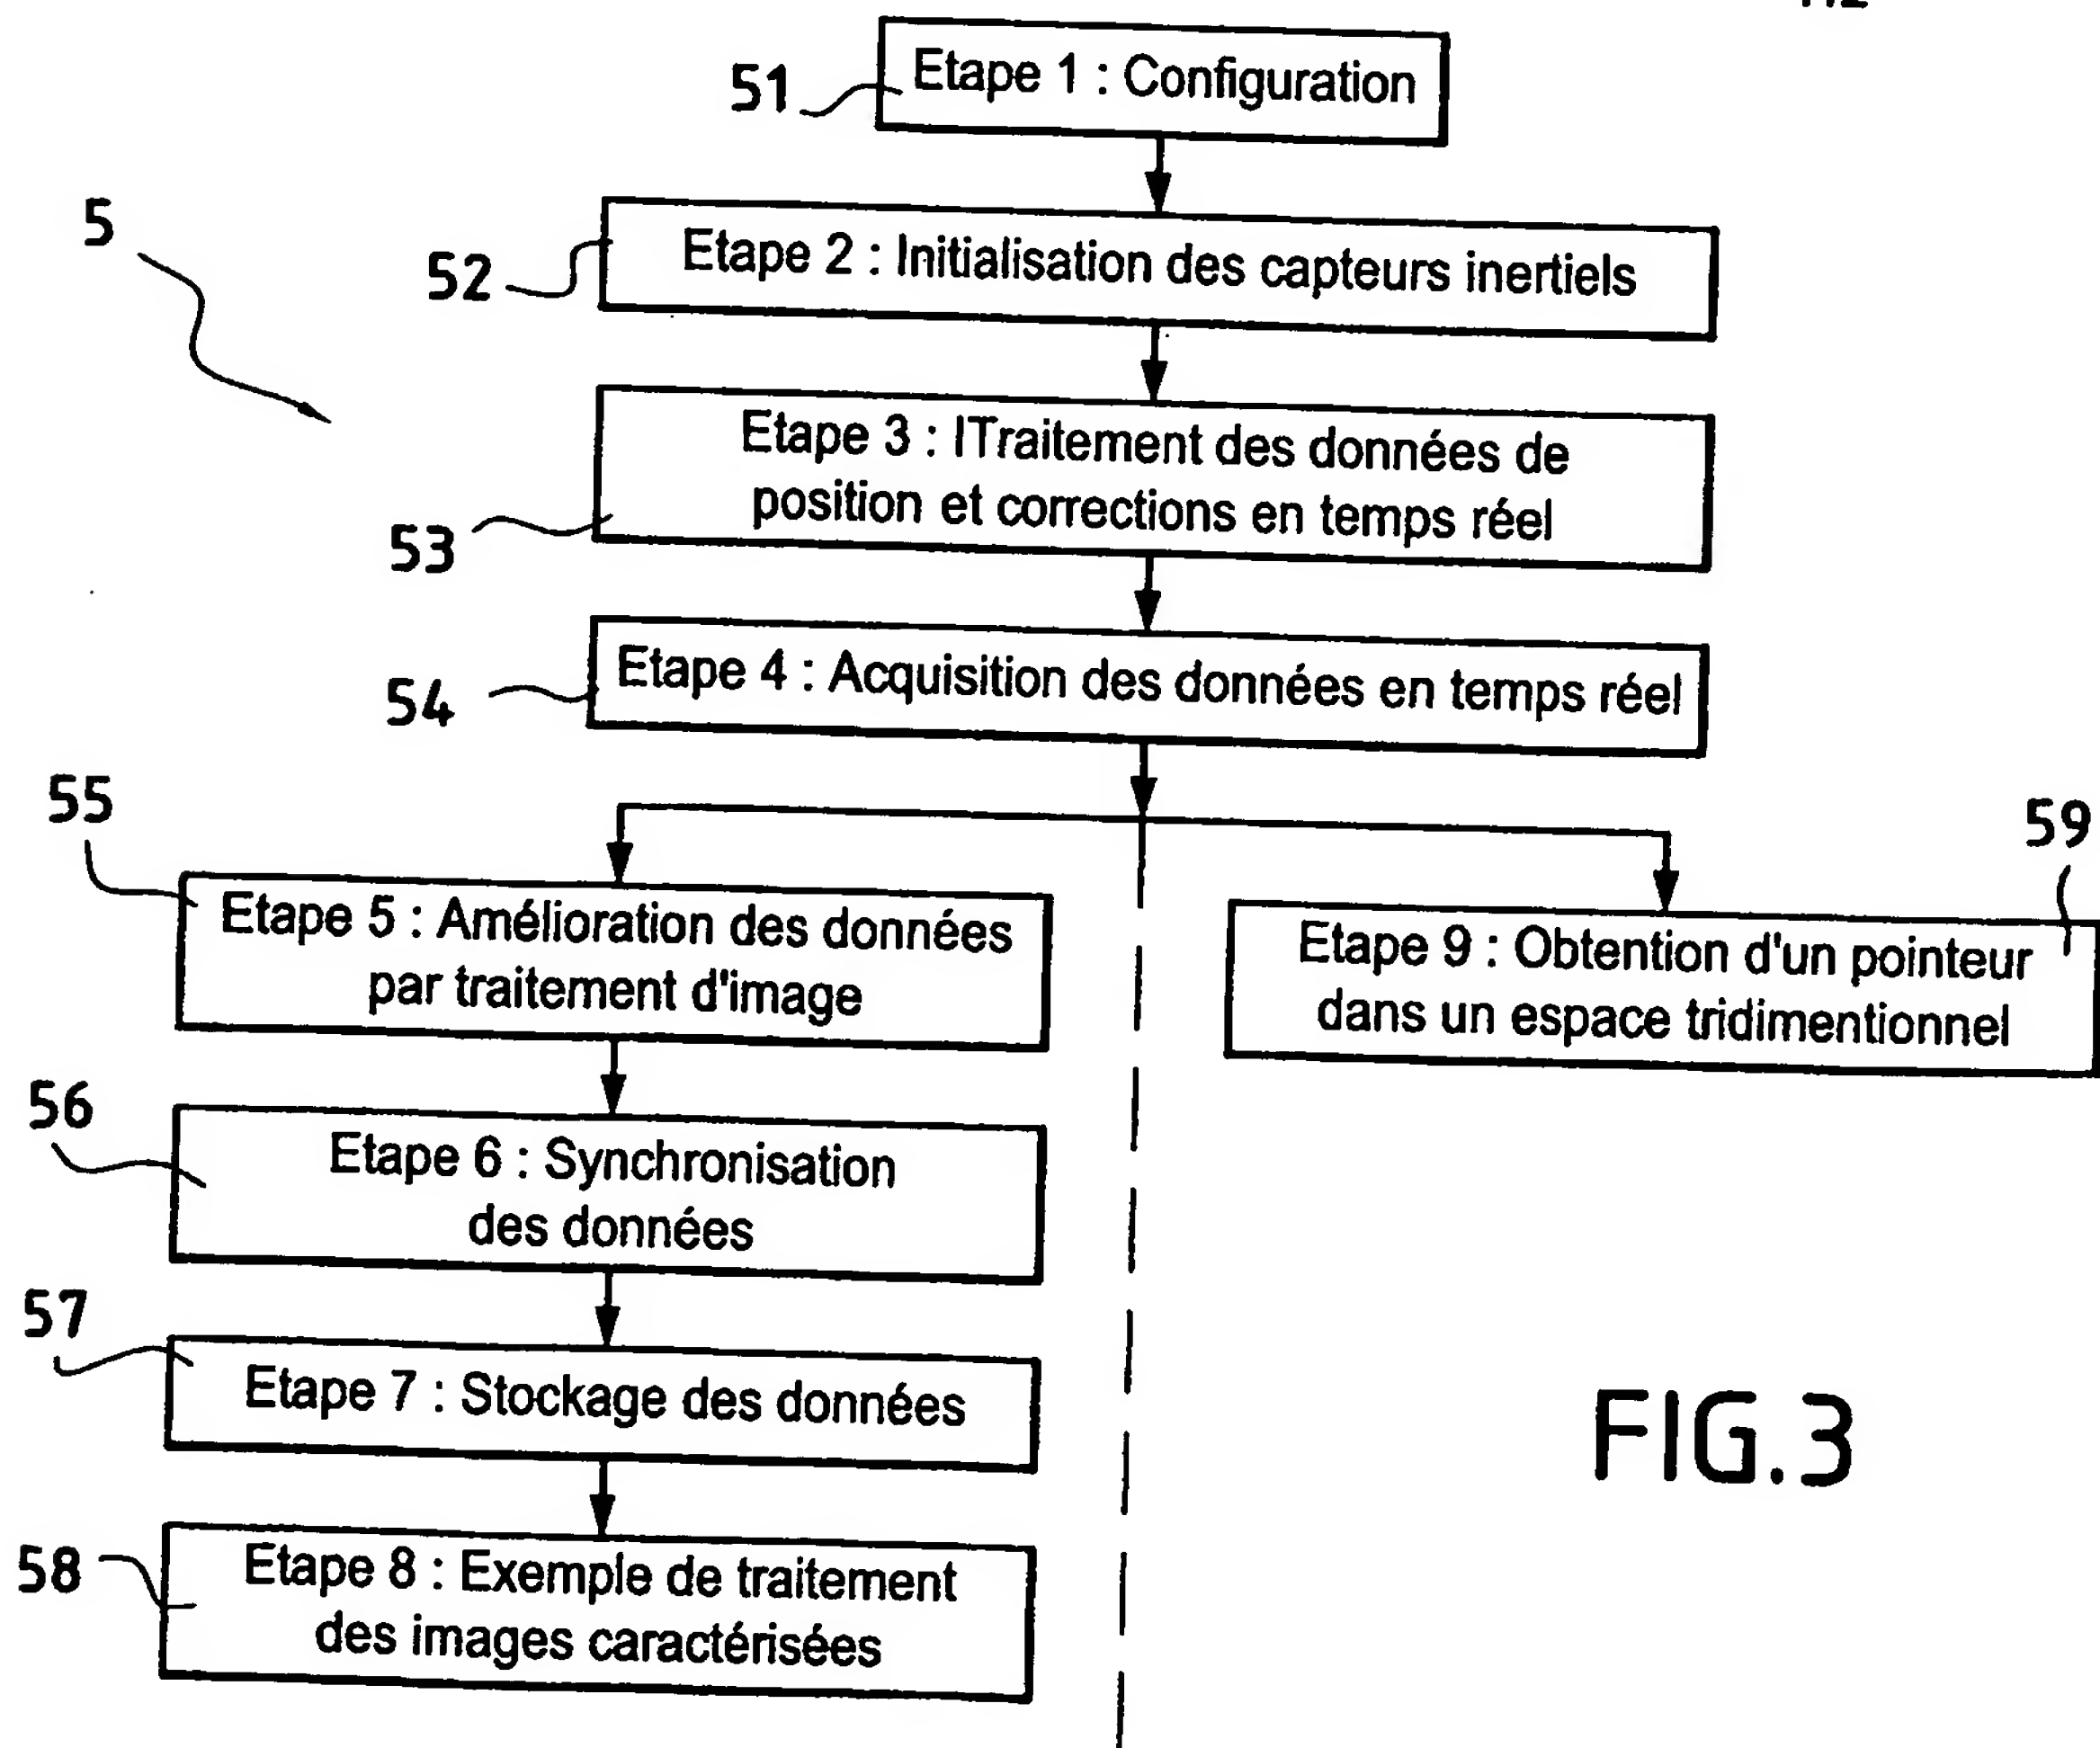 51
Etape 1 : Configuration
5
52
Etape 2 : Initialisation des capteurs inertiels
Etape 3 : ITraitement des données de
position et corrections en temps réel
53
Etape 4 : Acquisition des données en temps réel
54
55
59
Etape 5 : Amélioration des données
par traitement d'image
Etape 9 : Obtention d'un pointeur
dans un espace tridimentionnel
56
Etape 6 : Synchronisation
des données
57
Etape 7 : Stockage des données
FIG.3
58
Etape 8 : Exemple de traitement
des images caractérisées